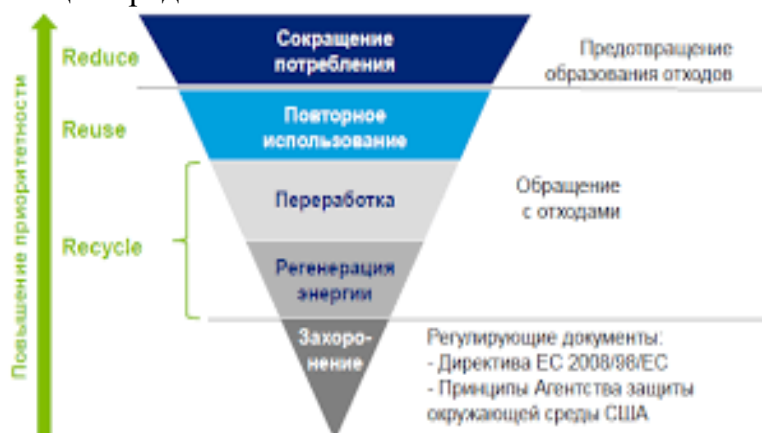 Повышение приоритетности
Reduce
Сокращение
потребления
Предотвращение
образования отходов
Reuse
Повторное
использование
Recycle
Переработка
Обращение
с отходами
Регенерация
энергии
Захоро-
нение
Регулирующие документы:
- Директива ЕС 2008/98/ЕС
- Принципы Агентства защиты
окружающей среды США